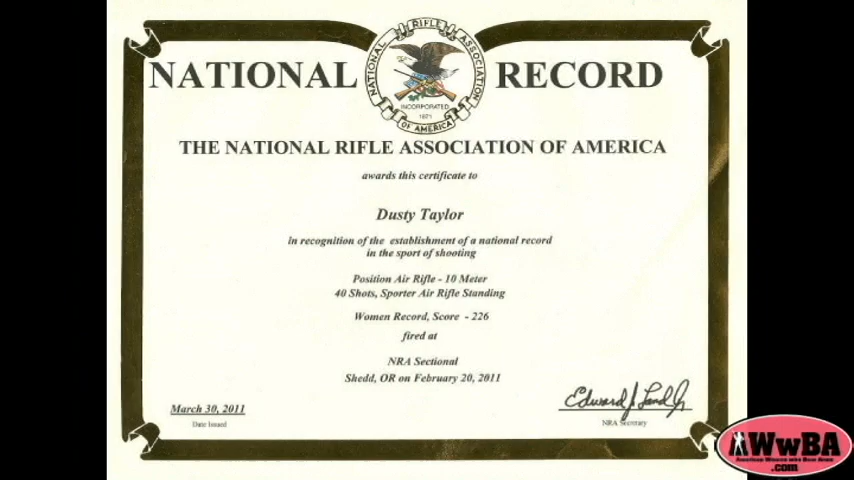 NATIONAL RECORD
NATIONAL RIFLE ASSOCIATION
INCORPORATED
1871
OF AMERICA
THE NATIONAL RIFLE ASSOCIATION OF AMERICA
awards this certificate to
Dusty Taylor
in recognition of the establishment of a national record
in the sport of shooting
Position Air Rifle - 10 Meter
40 Shots, Sporter Air Rifle Standing
Women Record, Score - 226
fired at
NRA Sectional
Shedd, OR on February 20, 2011
March 30, 2011
Date Issued
Edward J. Land Jr
NRA Secretary
AWwBA
.com